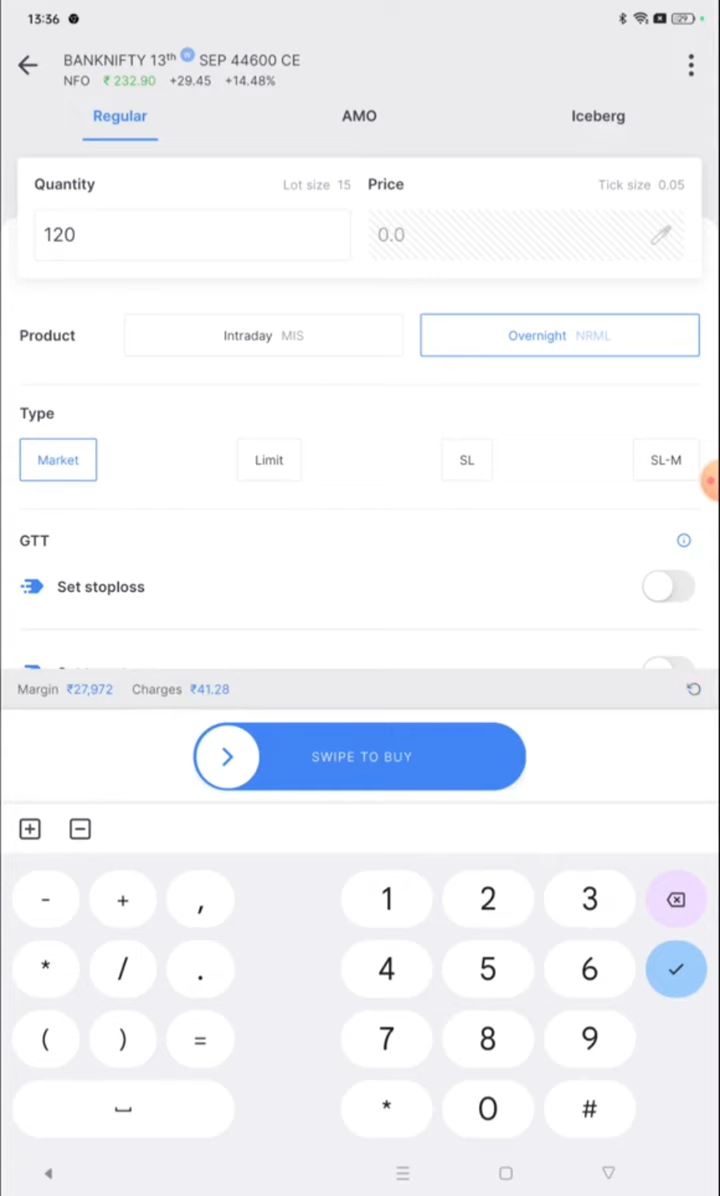 13:36
29
BANKNIFTY 13th W SEP 44600 CE
NFO ₹ 232.90 +29.45 +14.48%
Regular AMO Iceberg
Quantity Lot size 15 Price Tick size 0.05
120 0.0
Product Intraday MIS Overnight NRML
Type
Market Limit SL SL-M
GTT
Set stoploss
Margin ₹27,972 Charges ₹41.28
SWIPE TO BUY
- + , 1 2 3
* / . 4 5 6
( ) = 7 8 9
* 0 #